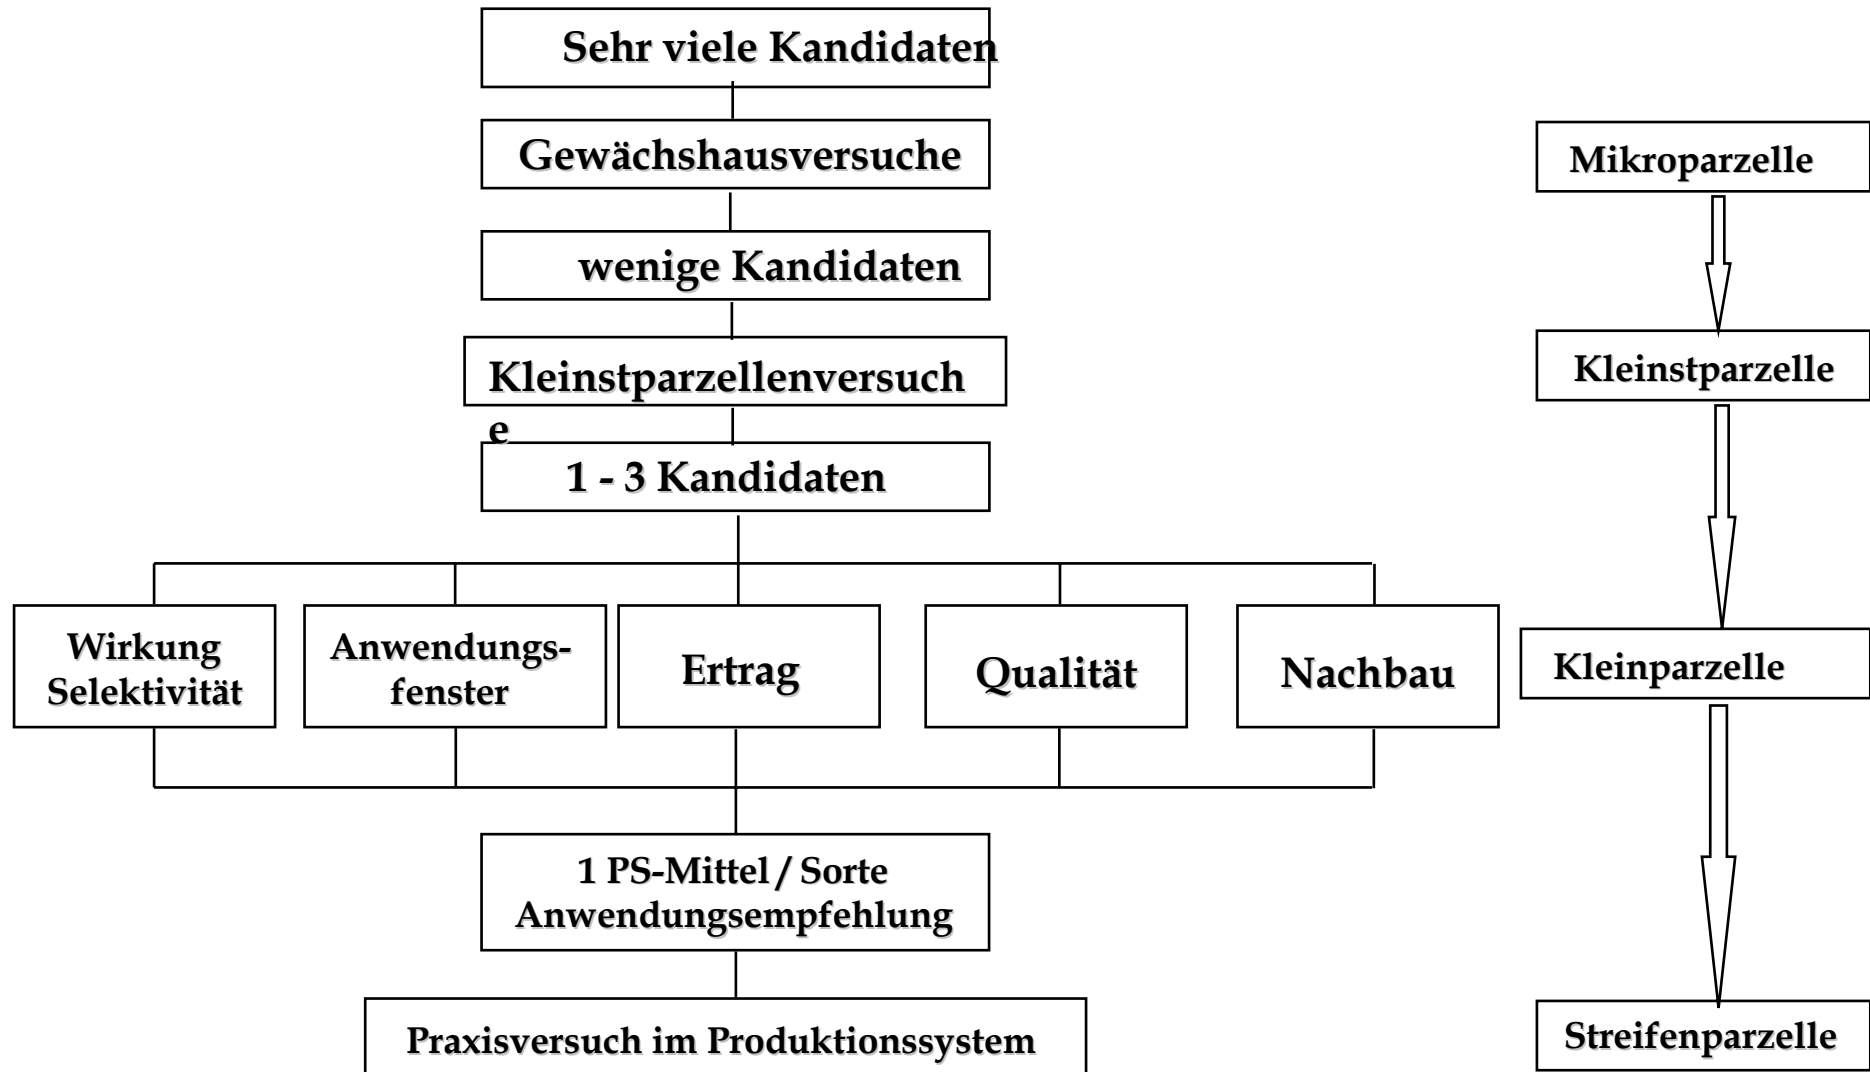 Sehr viele Kandidaten
Gewächshausversuche
wenige Kandidaten
Kleinstparzellenversuch
e
1 - 3 Kandidaten
Wirkung
Selektivität
Anwendungs-
fenster
Ertrag
Qualität
Nachbau
1 PS-Mittel / Sorte
Anwendungsempfehlung
Praxisversuch im Produktionssystem
Mikroparzelle
Kleinstparzelle
Kleinparzelle
Streifenparzelle